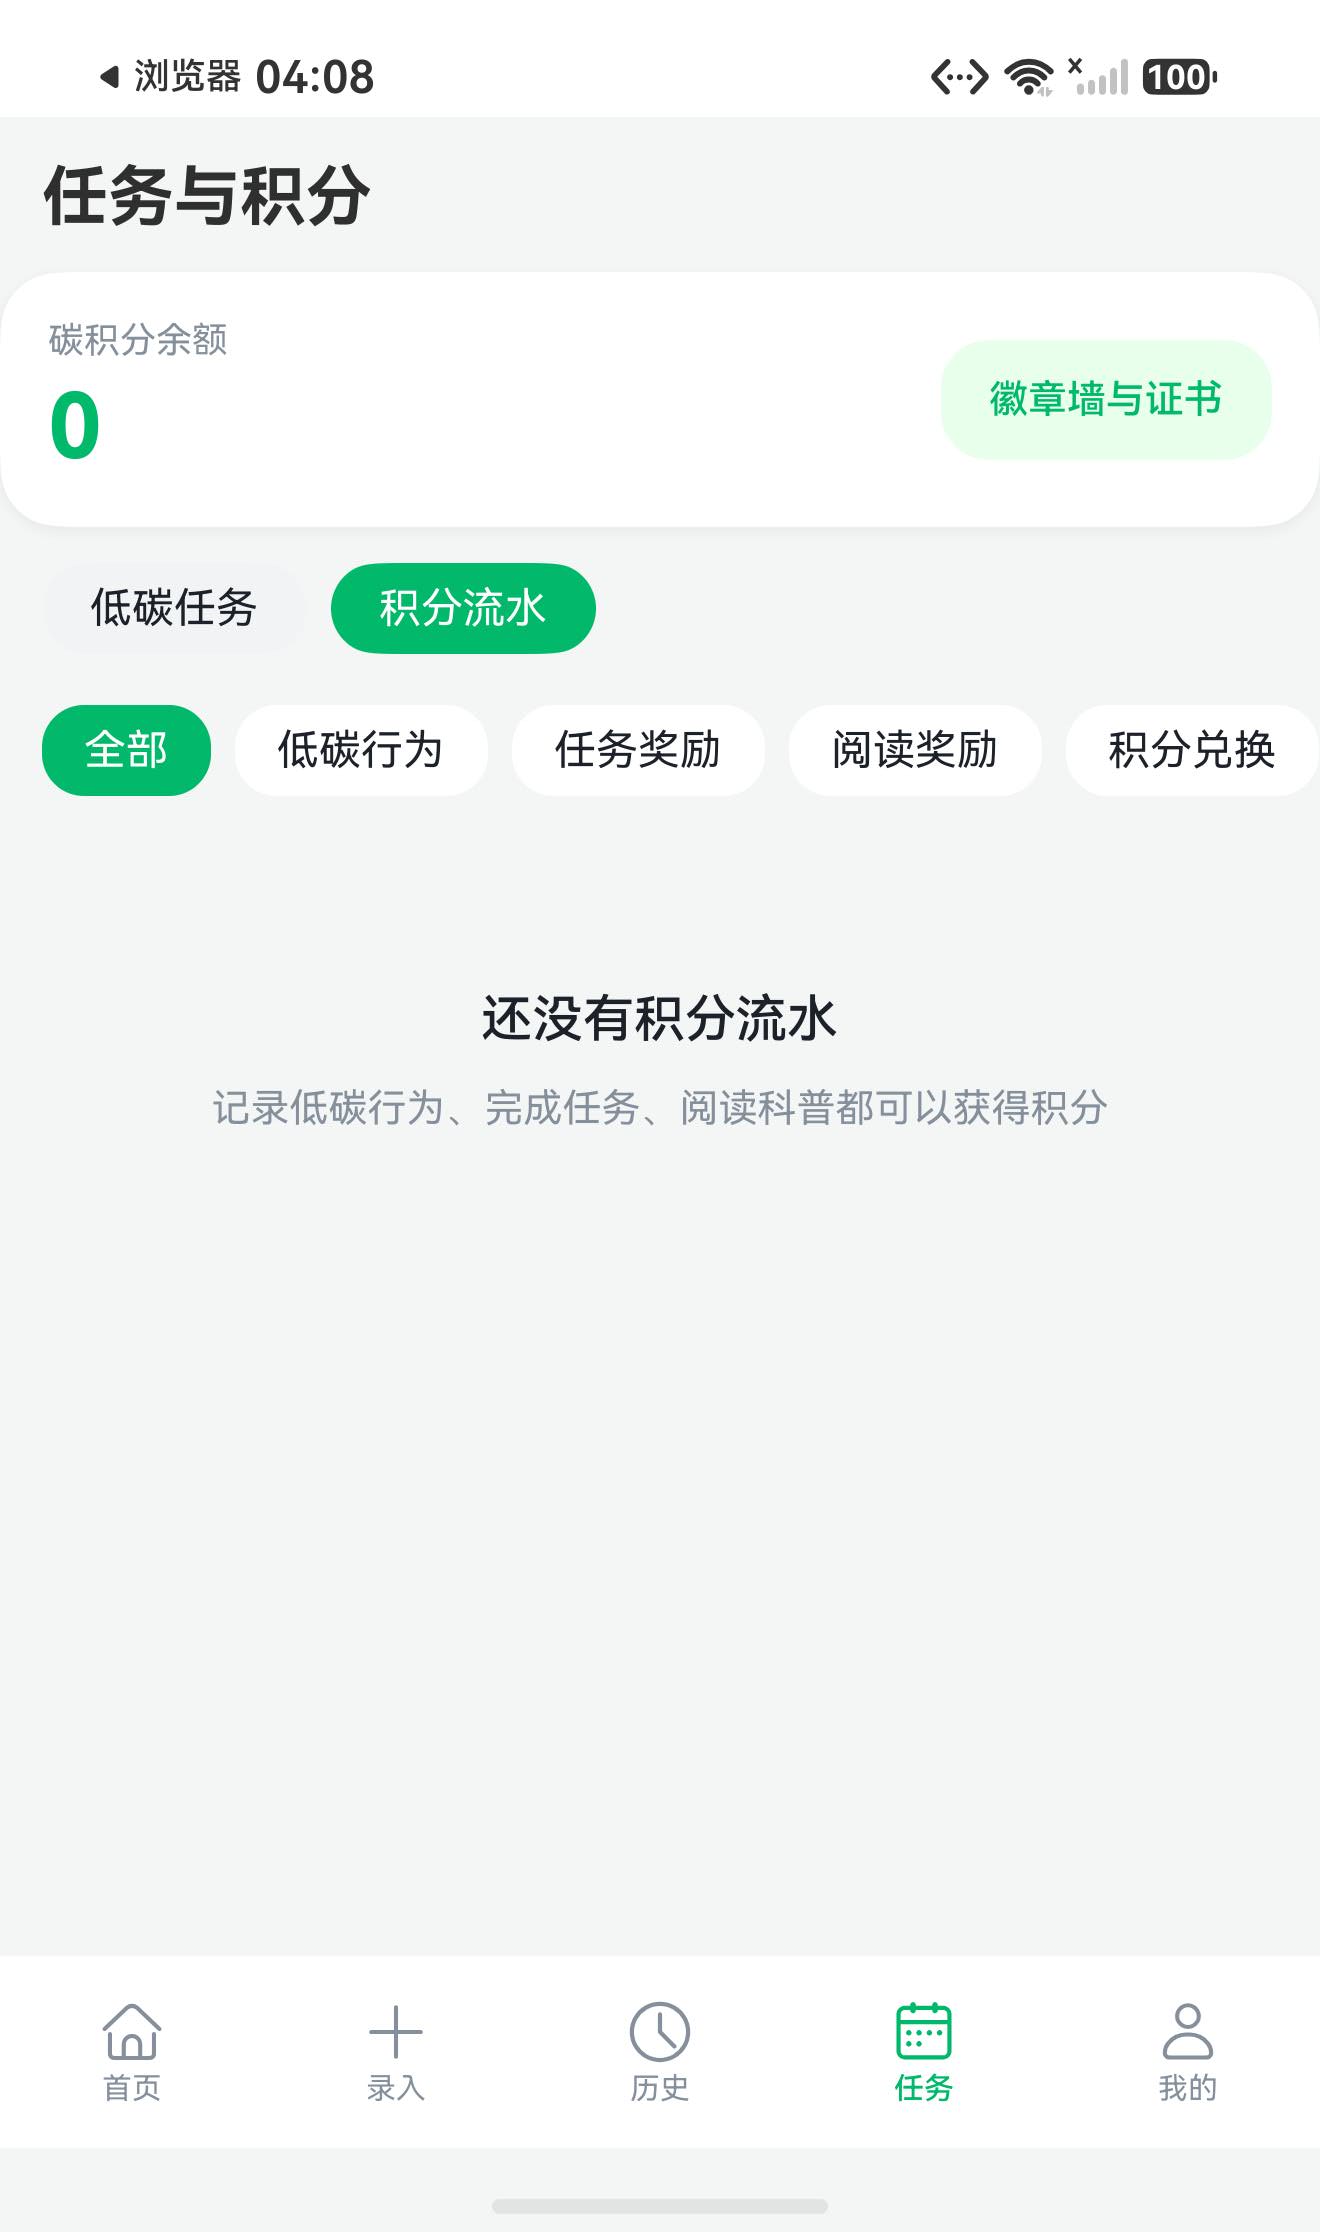 浏览器 04:08
100
任务与积分
碳积分余额
0
徽章墙与证书
低碳任务 积分流水
全部 低碳行为 任务奖励 阅读奖励 积分兑换
还没有积分流水
记录低碳行为、完成任务、阅读科普都可以获得积分
首页 录入 历史 任务 我的